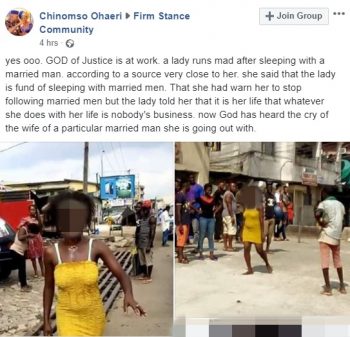 Chinomso Ohaeri ▸ Firm Stance
Community
+ Join Group
4 hrs
yes ooo. GOD of Justice is at work. a lady runs mad after sleeping with a
married man. according to a source very close to her. she said that the lady
is fund of sleeping with married men. That she had warn her to stop
following married men but the lady told her that it is her life that whatever
she does with her life is nobody's business. now God has heard the cry of
the wife of a particular married man she is going out with.